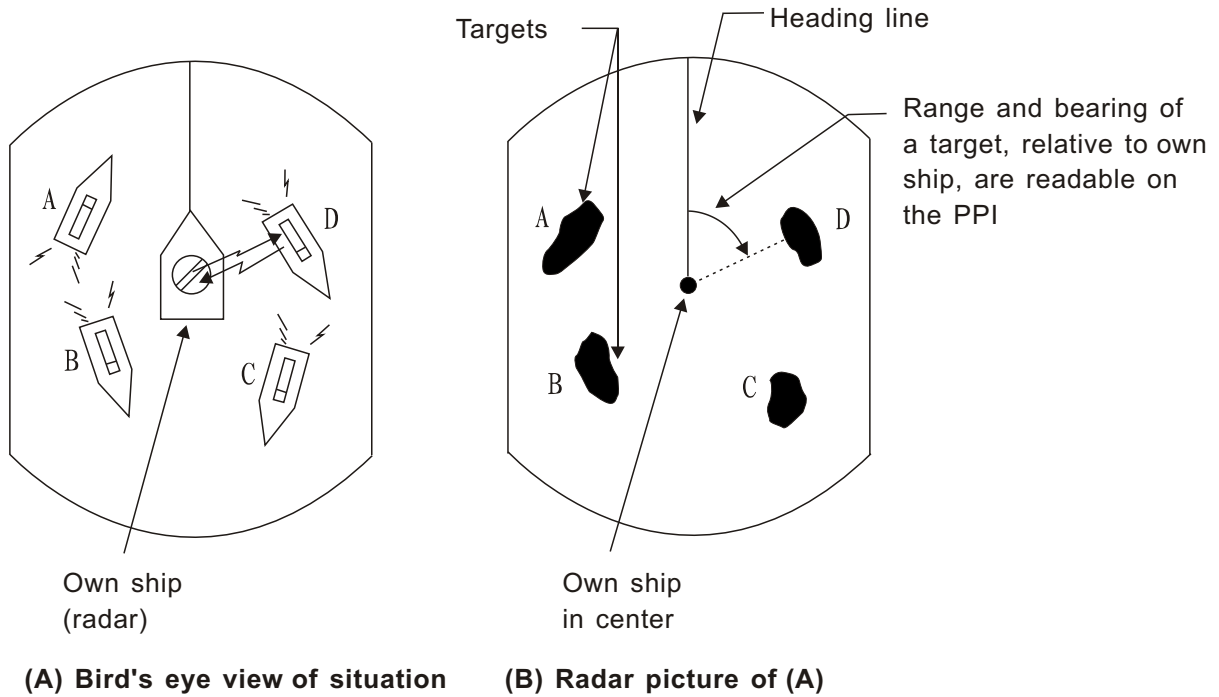 Targets
Heading line
Range and bearing of
a target, relative to own
ship, are readable on
the PPI
A
D
B
C
A
D
B
C
Own ship
(radar)
Own ship
in center
(A) Bird's eye view of situation
(B) Radar picture of (A)